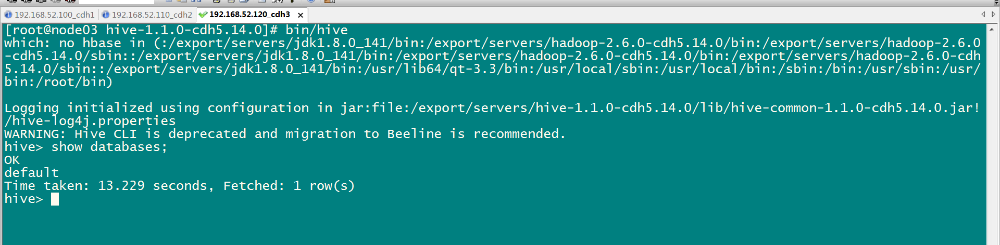 192.168.52.100_cdh1 192.168.52.110_cdh2 192.168.52.120_cdh3
[root@node03 hive-1.1.0-cdh5.14.0]# bin/hive
which: no hbase in (:/export/servers/jdk1.8.0_141/bin:/export/servers/hadoop-2.6.0-cdh5.14.0/bin:/export/servers/hadoop-2.6.0
-cdh5.14.0/sbin::/export/servers/jdk1.8.0_141/bin:/export/servers/hadoop-2.6.0-cdh5.14.0/bin:/export/servers/hadoop-2.6.0-cdh
5.14.0/sbin::/export/servers/jdk1.8.0_141/bin:/usr/lib64/qt-3.3/bin:/usr/local/sbin:/usr/local/bin:/sbin:/bin:/usr/sbin:/usr/
bin:/root/bin)
Logging initialized using configuration in jar:file:/export/servers/hive-1.1.0-cdh5.14.0/lib/hive-common-1.1.0-cdh5.14.0.jar!
/hive-log4j.properties
WARNING: Hive CLI is deprecated and migration to Beeline is recommended.
hive> show databases;
OK
default
Time taken: 13.229 seconds, Fetched: 1 row(s)
hive>